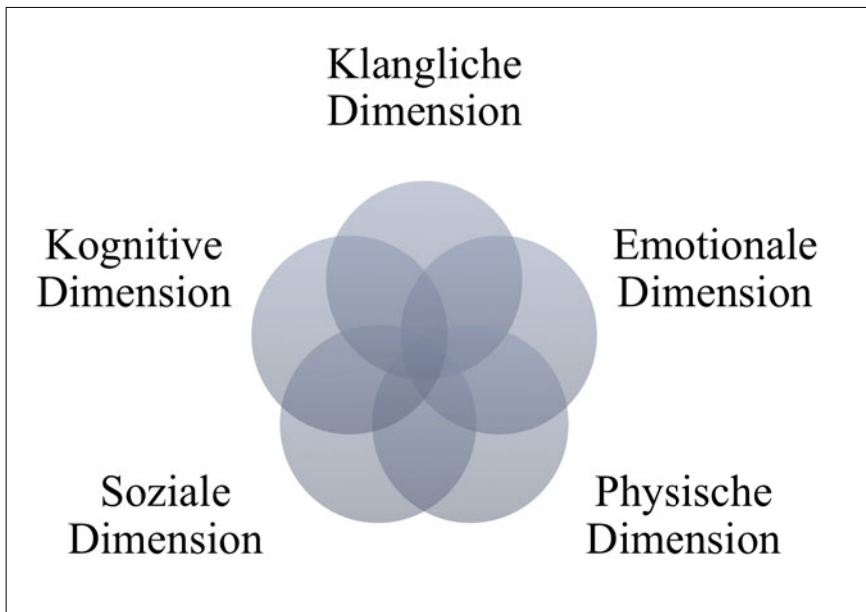 Klangliche
Dimension
Kognitive
Dimension
Emotionale
Dimension
Soziale
Dimension
Physische
Dimension